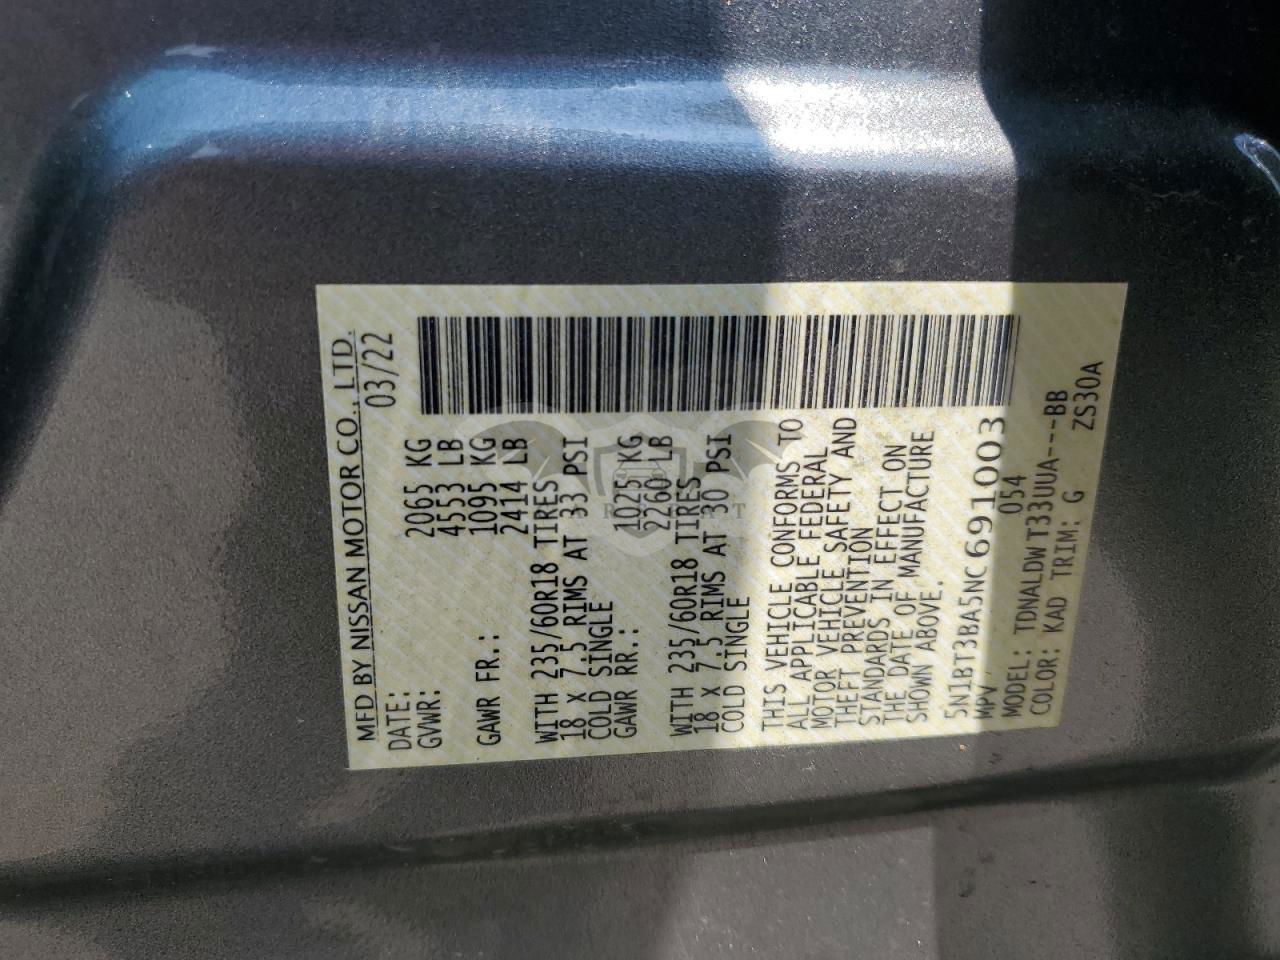 MFD BY NISSAN MOTOR CO., LTD.
DATE: 03/22
GVWR: 2065 KG
4553 LB
GAWR FR.: 1095 KG
2414 LB
WITH 235/60R18 TIRES
18 X 7.5 RIMS AT 33 PSI
COLD SINGLE
GAWR RR.: 1025 KG
2260 LB
WITH 235/60R18 TIRES
18 X 7.5 RIMS AT 30 PSI
COLD SINGLE
THIS VEHICLE CONFORMS TO
ALL APPLICABLE FEDERAL
MOTOR VEHICLE SAFETY AND
THEFT PREVENTION
STANDARDS IN EFFECT ON
THE DATE OF MANUFACTURE
SHOWN ABOVE.
5N1BT3BA5NC691003
MPV 054
MODEL: TDNALDWT33UUA---BB
COLOR: KAD TRIM: G ZS30A